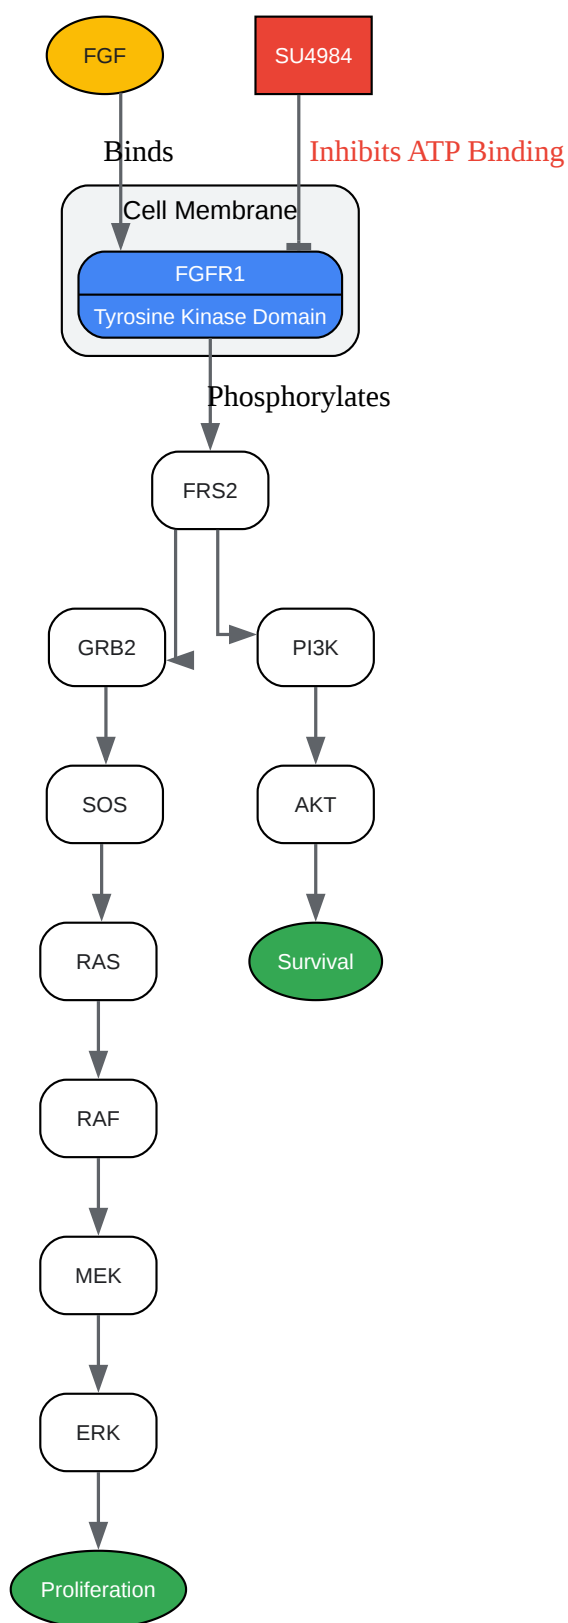 FGF
SU4984
Binds
Inhibits ATP Binding
Cell Membrane
FGFR1
Tyrosine Kinase Domain
Phosphorylates
FRS2
GRB2
PI3K
SOS
AKT
RAS
Survival
RAF
MEK
ERK
Proliferation